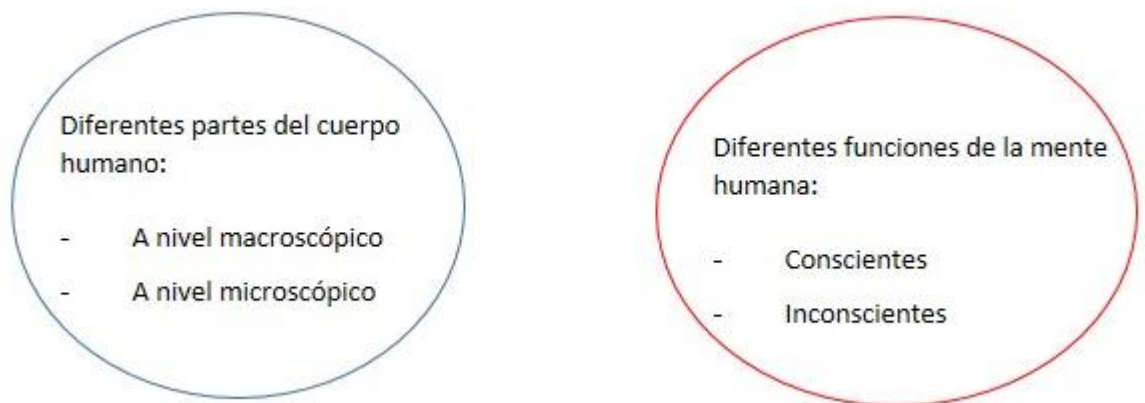 Diferentes partes del cuerpo
humano:
- A nivel macroscópico
- A nivel microscópico
Diferentes funciones de la mente
humana:
- Conscientes
- Inconscientes